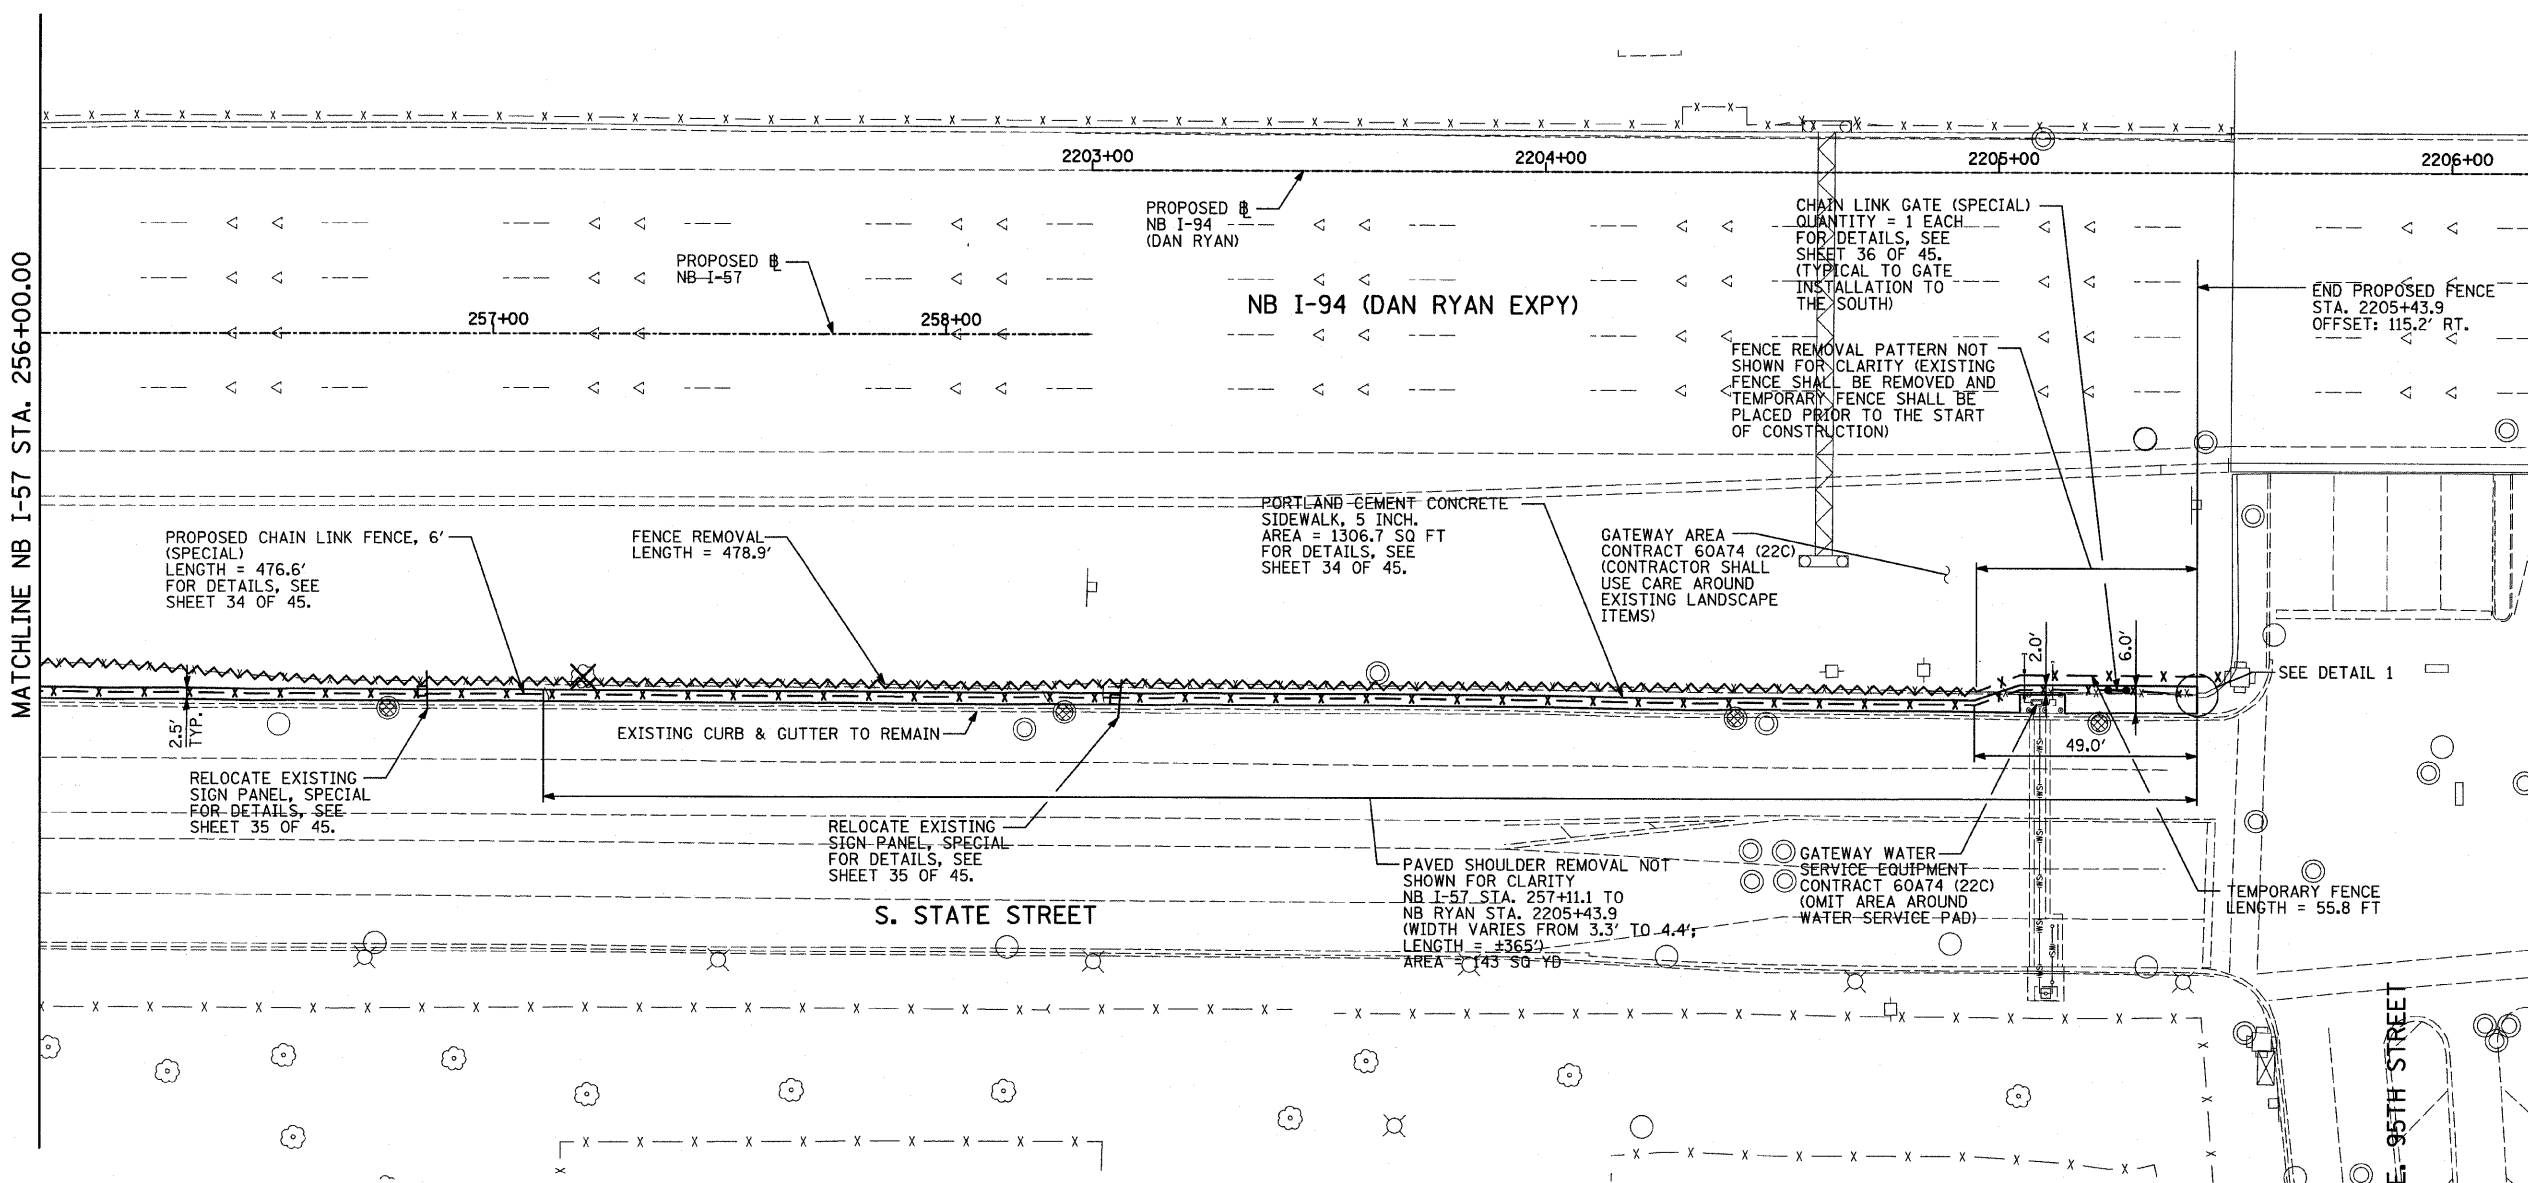 MATCHLINE NB I-57 STA. 256+00.00
2203+00
2204+00
2205+00
2206+00
PROPOSED ℄
NB I-94
(DAN RYAN)
PROPOSED ℄
NB I-57
257+00
258+00
NB I-94 (DAN RYAN EXPY)
CHAIN LINK GATE (SPECIAL)
QUANTITY = 1 EACH
FOR DETAILS, SEE
SHEET 36 OF 45.
(TYPICAL TO GATE
INSTALLATION TO
THE SOUTH)
END PROPOSED FENCE
STA. 2205+43.9
OFFSET: 115.2' RT.
FENCE REMOVAL PATTERN NOT
SHOWN FOR CLARITY (EXISTING
FENCE SHALL BE REMOVED AND
TEMPORARY FENCE SHALL BE
PLACED PRIOR TO THE START
OF CONSTRUCTION)
PROPOSED CHAIN LINK FENCE, 6'
(SPECIAL)
LENGTH = 476.6'
FOR DETAILS, SEE
SHEET 34 OF 45.
FENCE REMOVAL
LENGTH = 478.9'
PORTLAND CEMENT CONCRETE
SIDEWALK, 5 INCH.
AREA = 1306.7 SQ FT
FOR DETAILS, SEE
SHEET 34 OF 45.
GATEWAY AREA
CONTRACT 60A74 (22C)
(CONTRACTOR SHALL
USE CARE AROUND
EXISTING LANDSCAPE
ITEMS)
2.0'
6.0'
SEE DETAIL 1
2.5'
TYP.
EXISTING CURB & GUTTER TO REMAIN
49.0'
RELOCATE EXISTING
SIGN PANEL, SPECIAL
FOR DETAILS, SEE
SHEET 35 OF 45.
RELOCATE EXISTING
SIGN PANEL, SPECIAL
FOR DETAILS, SEE
SHEET 35 OF 45.
PAVED SHOULDER REMOVAL NOT
SHOWN FOR CLARITY
NB I-57 STA. 257+11.1 TO
NB RYAN STA. 2205+43.9
(WIDTH VARIES FROM 3.3' TO 4.4',
LENGTH = ±365')
AREA = 143 SQ YD
GATEWAY WATER
SERVICE EQUIPMENT
CONTRACT 60A74 (22C)
(OMIT AREA AROUND
WATER SERVICE PAD)
TEMPORARY FENCE
LENGTH = 55.8 FT
S. STATE STREET
E. 95TH STREET